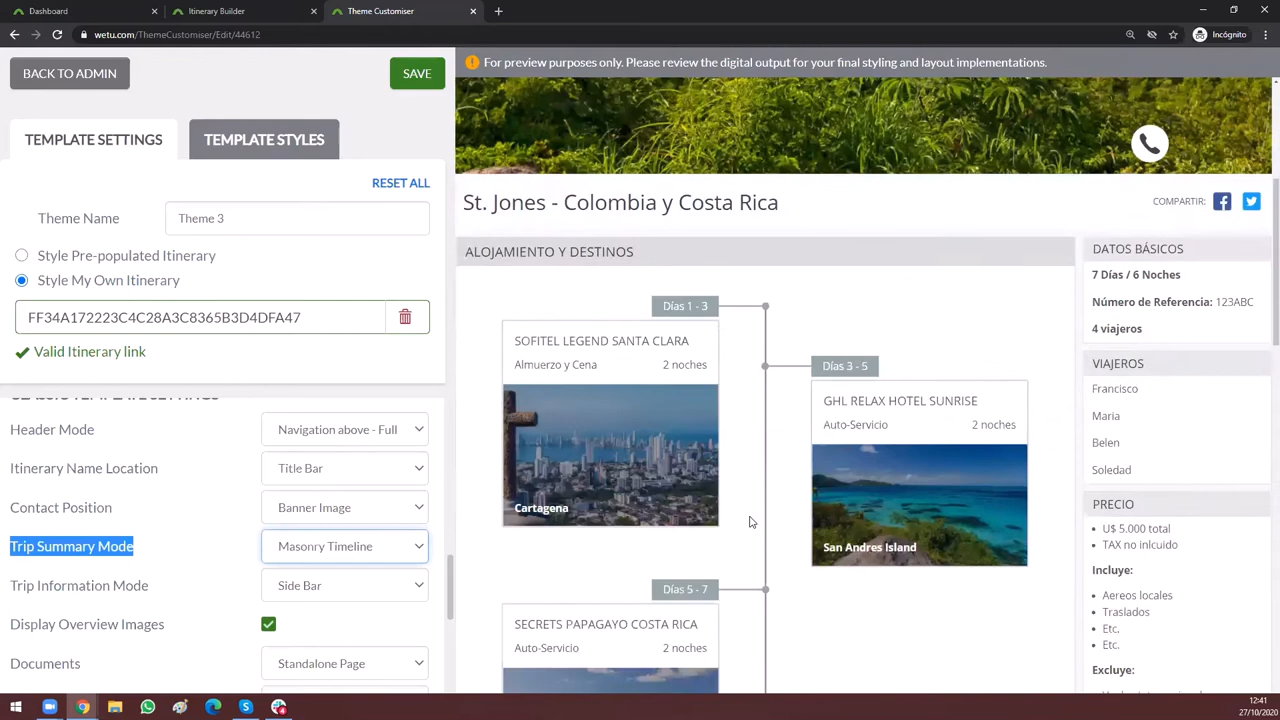 Dashboard
Itinerary Builder
Theme Customiser
wetu.com/ThemeCustomiser/Edit/44612
Incógnito
BACK TO ADMIN
SAVE
For preview purposes only. Please review the digital output for your final styling and layout implementations.
TEMPLATE SETTINGS
TEMPLATE STYLES
RESET ALL
Theme Name
Theme 3
Style Pre-populated Itinerary
Style My Own Itinerary
FF34A172223C4C28A3C8365B3D4DFA47
Valid Itinerary link
CLASSIC TEMPLATE SETTINGS
Header Mode
Navigation above - Full
Itinerary Name Location
Title Bar
Contact Position
Banner Image
Trip Summary Mode
Masonry Timeline
Trip Information Mode
Side Bar
Display Overview Images
Documents
Standalone Page
St. Jones - Colombia y Costa Rica
COMPARTIR:
ALOJAMIENTO Y DESTINOS
Días 1 - 3
SOFITEL LEGEND SANTA CLARA
Almuerzo y Cena
2 noches
Cartagena
Días 3 - 5
GHL RELAX HOTEL SUNRISE
Auto-Servicio
2 noches
San Andres Island
Días 5 - 7
SECRETS PAPAGAYO COSTA RICA
Auto-Servicio
2 noches
DATOS BÁSICOS
7 Días / 6 Noches
Número de Referencia: 123ABC
4 viajeros
VIAJEROS
Francisco
Maria
Belen
Soledad
PRECIO
U$ 5.000 total
TAX no inlcuido
Incluye:
Aereos locales
Traslados
Etc.
Etc.
Excluye:
12:41
27/10/2020